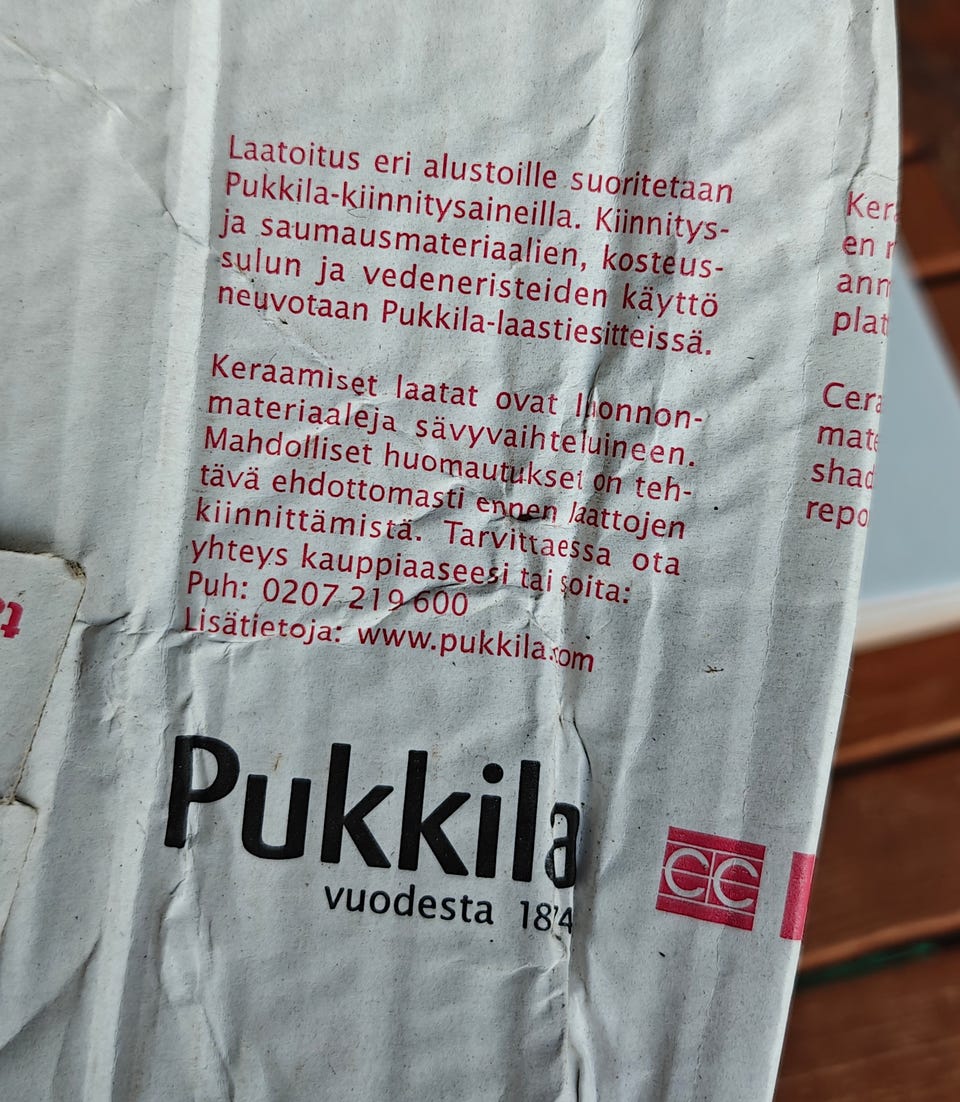 Laatoitus eri alustoille suoritetaan
Pukkila-kiinnitysaineilla. Kiinnitys-
ja saumausmateriaalien, kosteus-
sulun ja vedeneristeiden käyttö
neuvotaan Pukkila-laastiesitteissä.
Keraamiset laatat ovat luonnon-
materiaaleja sävyvaihteluineen.
Mahdolliset huomautukset on teh-
tävä ehdottomasti ennen laattojen
kiinnittämistä. Tarvittaessa ota
yhteys kauppiaaseesi tai soita:
Puh: 0207 219 600
Lisätietoja: www.pukkila.com
Pukkila
vuodesta 1874
en